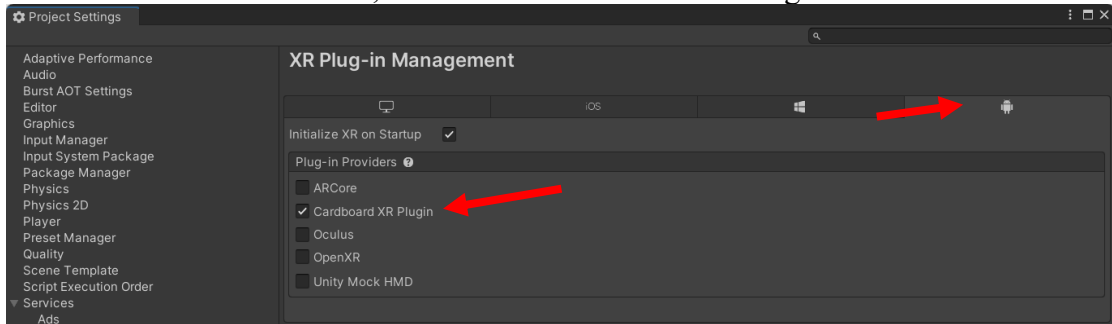 Project Settings
Adaptive Performance
Audio
Burst AOT Settings
Editor
Graphics
Input Manager
Input System Package
Package Manager
Physics
Physics 2D
Player
Preset Manager
Quality
Scene Template
Script Execution Order
Services
Ads
XR Plug-in Management
iOS
Initialize XR on Startup
Plug-in Providers
ARCore
Cardboard XR Plugin
Oculus
OpenXR
Unity Mock HMD